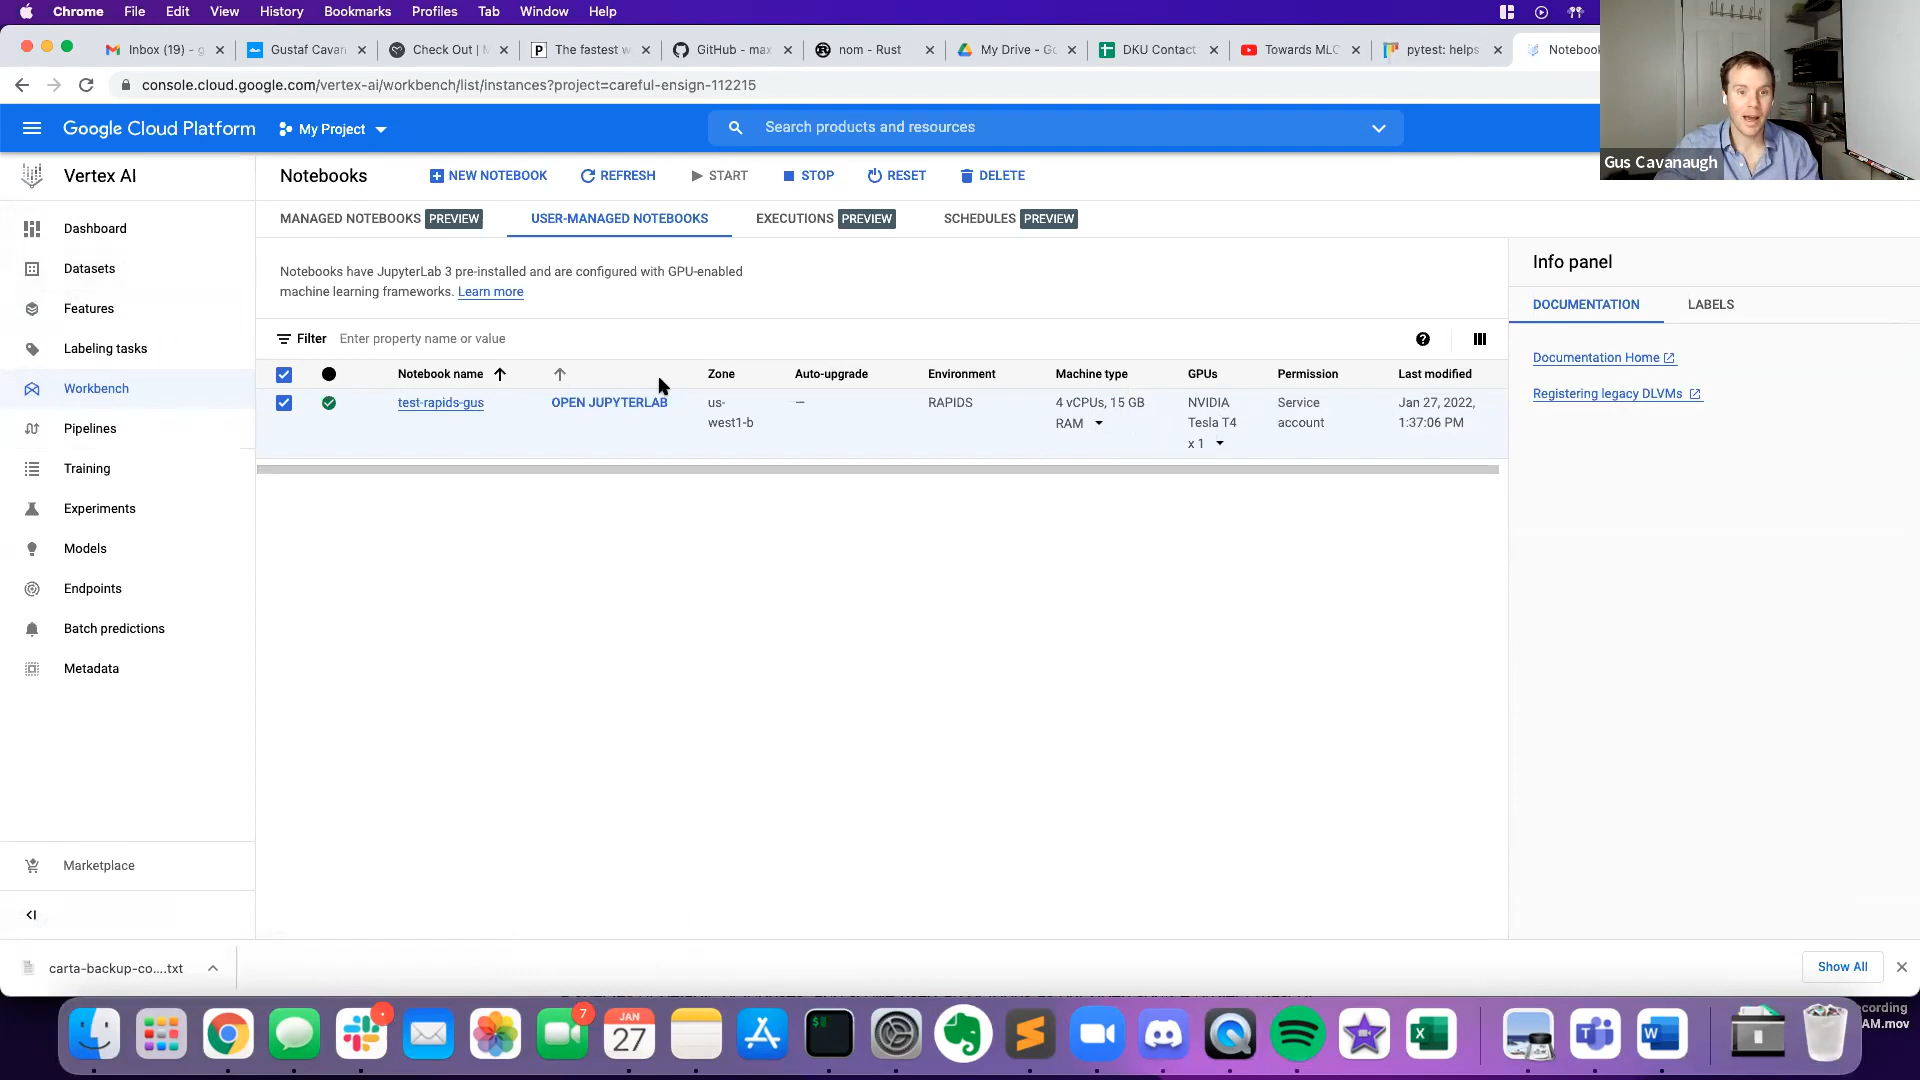 Chrome File Edit View History Bookmarks Profiles Tab Window Help
Inbox (19) - g
Gustaf Cavan
Check Out | M
The fastest w
GitHub - max
nom - Rust
My Drive - Go
DKU Contact
Towards MLO
pytest: helps
Notebook
console.cloud.google.com/vertex-ai/workbench/list/instances?project=careful-ensign-112215
Google Cloud Platform
My Project
Search products and resources
Gus Cavanaugh
Vertex AI
Dashboard
Datasets
Features
Labeling tasks
Workbench
Pipelines
Training
Experiments
Models
Endpoints
Batch predictions
Metadata
Marketplace
Notebooks
NEW NOTEBOOK
REFRESH
START
STOP
RESET
DELETE
MANAGED NOTEBOOKS PREVIEW
USER-MANAGED NOTEBOOKS
EXECUTIONS PREVIEW
SCHEDULES PREVIEW
Notebooks have JupyterLab 3 pre-installed and are configured with GPU-enabled
machine learning frameworks. Learn more
Filter Enter property name or value
Notebook name Zone Auto-upgrade Environment Machine type GPUs Permission Last modified
test-rapids-gus
OPEN JUPYTERLAB
us-
west1-b
—
RAPIDS
4 vCPUs, 15 GB
RAM
NVIDIA
Tesla T4
x 1
Service
account
Jan 27, 2022,
1:37:06 PM
Info panel
DOCUMENTATION
LABELS
Documentation Home
Registering legacy DLVMs
carta-backup-co....txt
Show All
7
JAN
27
ecording
AM.mov